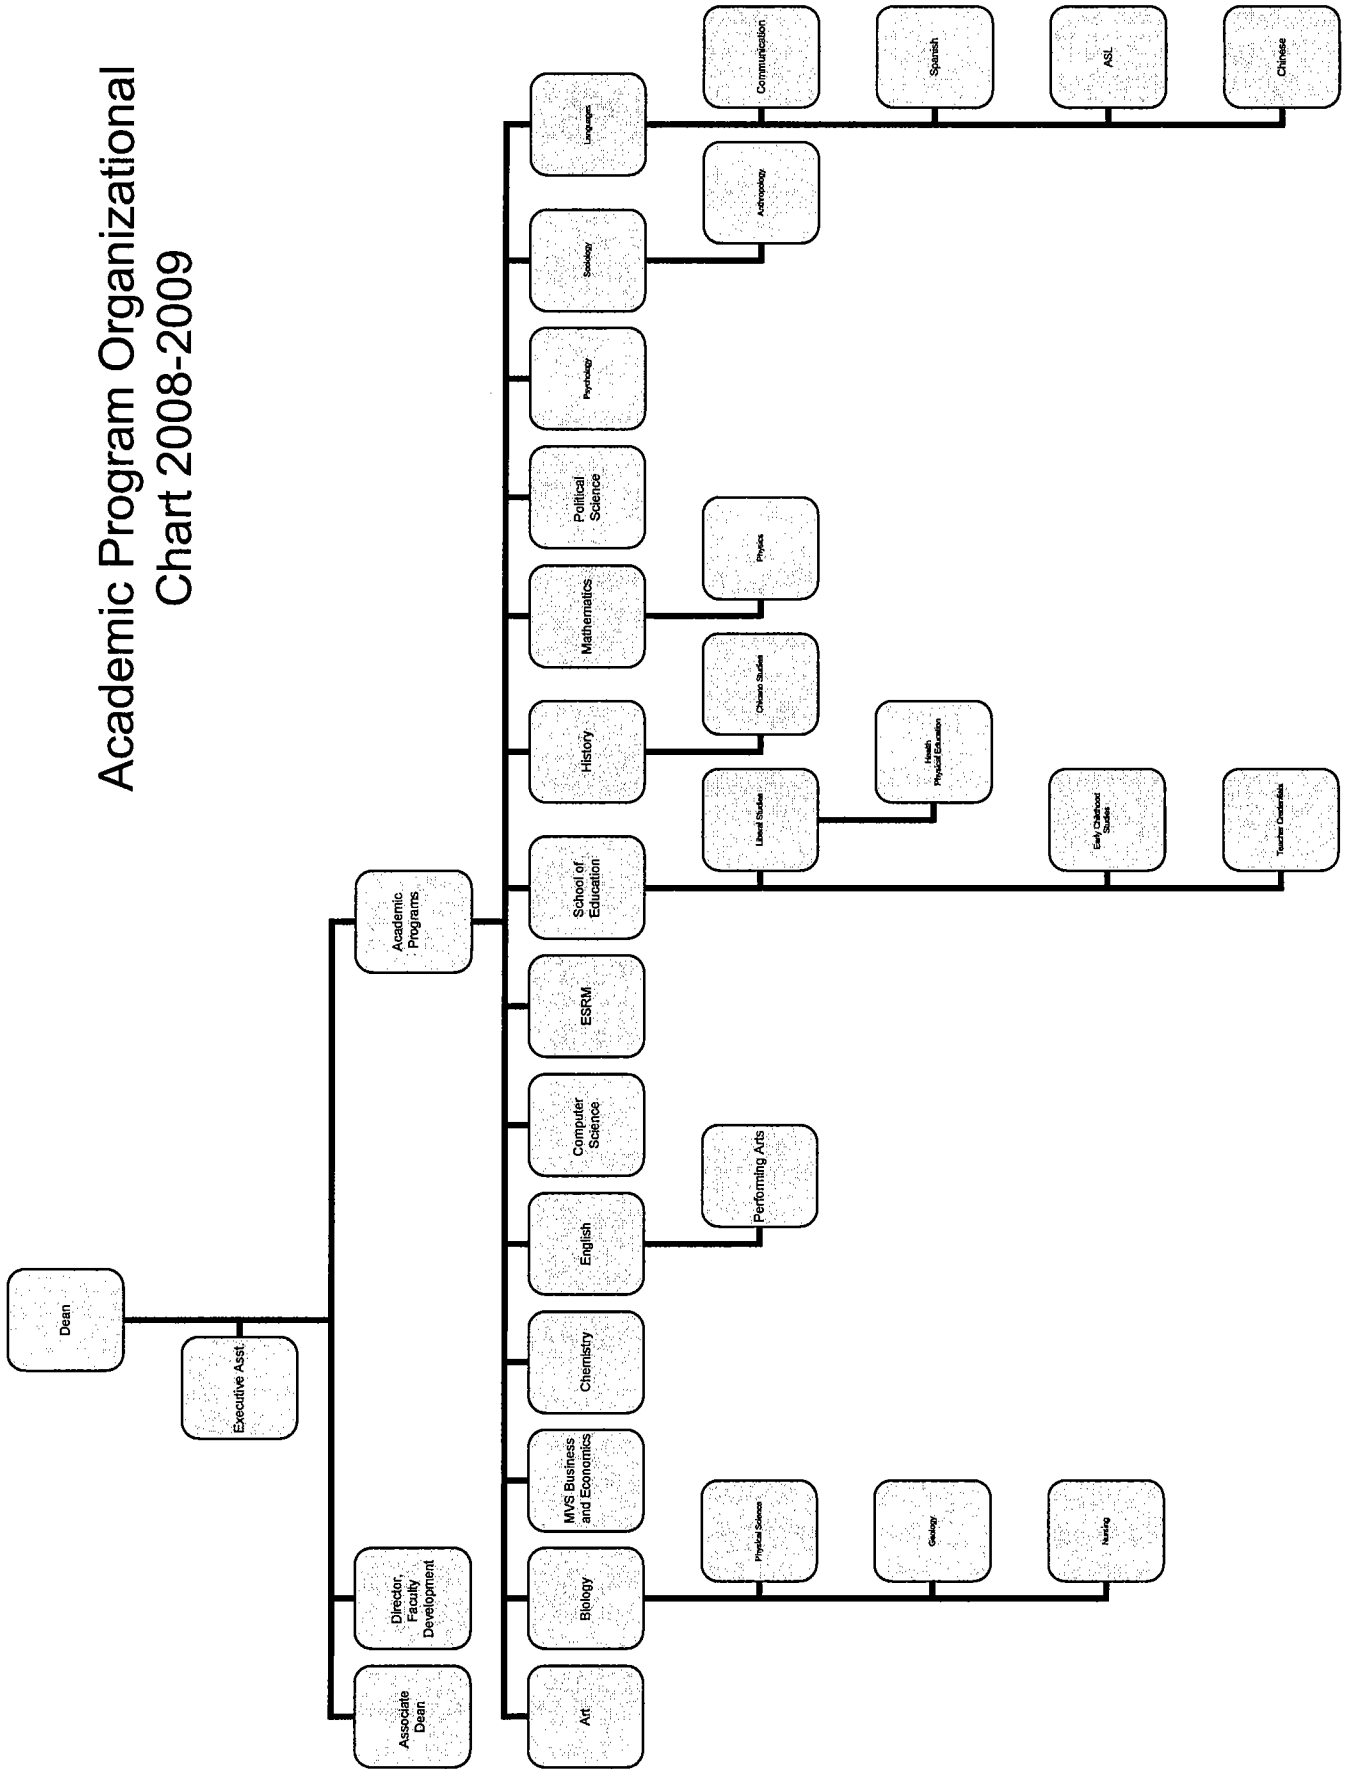 Academic Program Organizational
Chart 2008-2009
Dean
Executive Asst.
Associate
Dean
Director,
Faculty
Development
Academic
Programs
Art
Biology
MVS Business
and Economics
Chemistry
English
Computer
Science
ESRM
School of
Education
History
Mathematics
Political
Science
Psychology
Sociology
Languages
Physical Science
Performing Arts
Liberal Studies
Chicano Studies
Physics
Anthropology
Communication
Geology
Health
Physical Education
Spanish
Nursing
Early Childhood
Studies
ASL
Teacher Credentials
Chinese